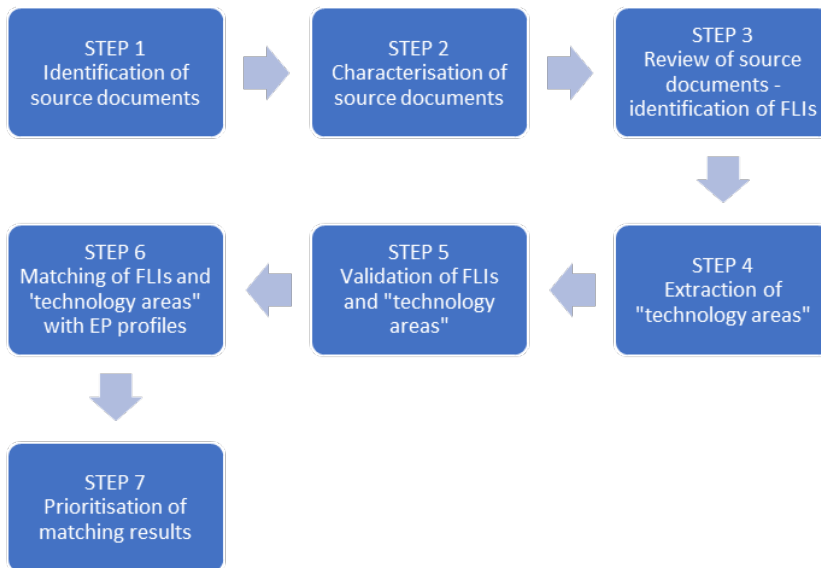 STEP 1
Identification of
source documents
STEP 2
Characterisation of
source documents
STEP 3
Review of source
documents -
identification of FLIs
STEP 4
Extraction of
"technology areas"
STEP 5
Validation of FLIs
and "technology
areas"
STEP 6
Matching of FLIs and
'technology areas"
with EP profiles
STEP 7
Prioritisation of
matching results